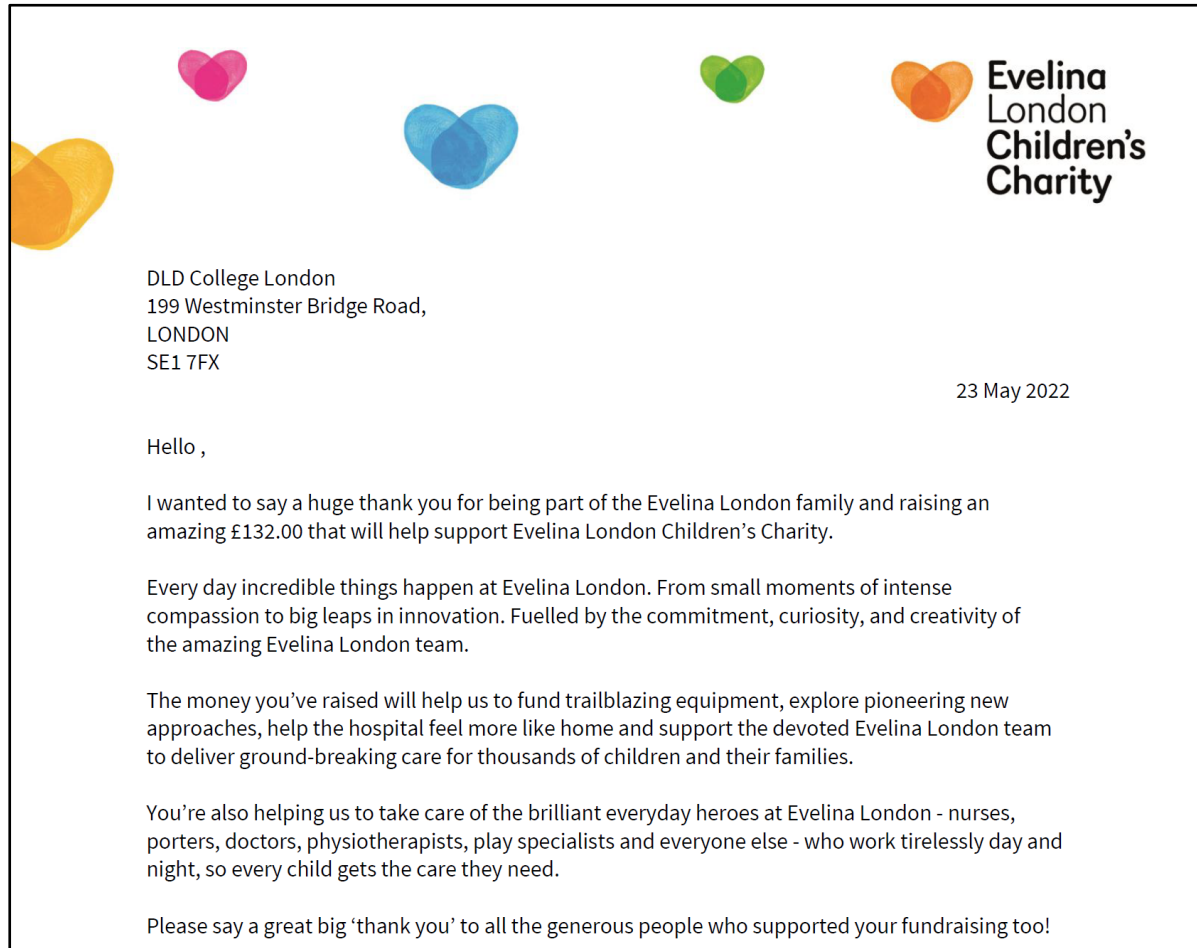 Evelina
London
Children's
Charity
DLD College London
199 Westminster Bridge Road,
LONDON
SE1 7FX
23 May 2022
Hello ,
I wanted to say a huge thank you for being part of the Evelina London family and raising an
amazing £132.00 that will help support Evelina London Children’s Charity.
Every day incredible things happen at Evelina London. From small moments of intense
compassion to big leaps in innovation. Fuelled by the commitment, curiosity, and creativity of
the amazing Evelina London team.
The money you’ve raised will help us to fund trailblazing equipment, explore pioneering new
approaches, help the hospital feel more like home and support the devoted Evelina London team
to deliver ground-breaking care for thousands of children and their families.
You’re also helping us to take care of the brilliant everyday heroes at Evelina London - nurses,
porters, doctors, physiotherapists, play specialists and everyone else - who work tirelessly day and
night, so every child gets the care they need.
Please say a great big ‘thank you’ to all the generous people who supported your fundraising too!